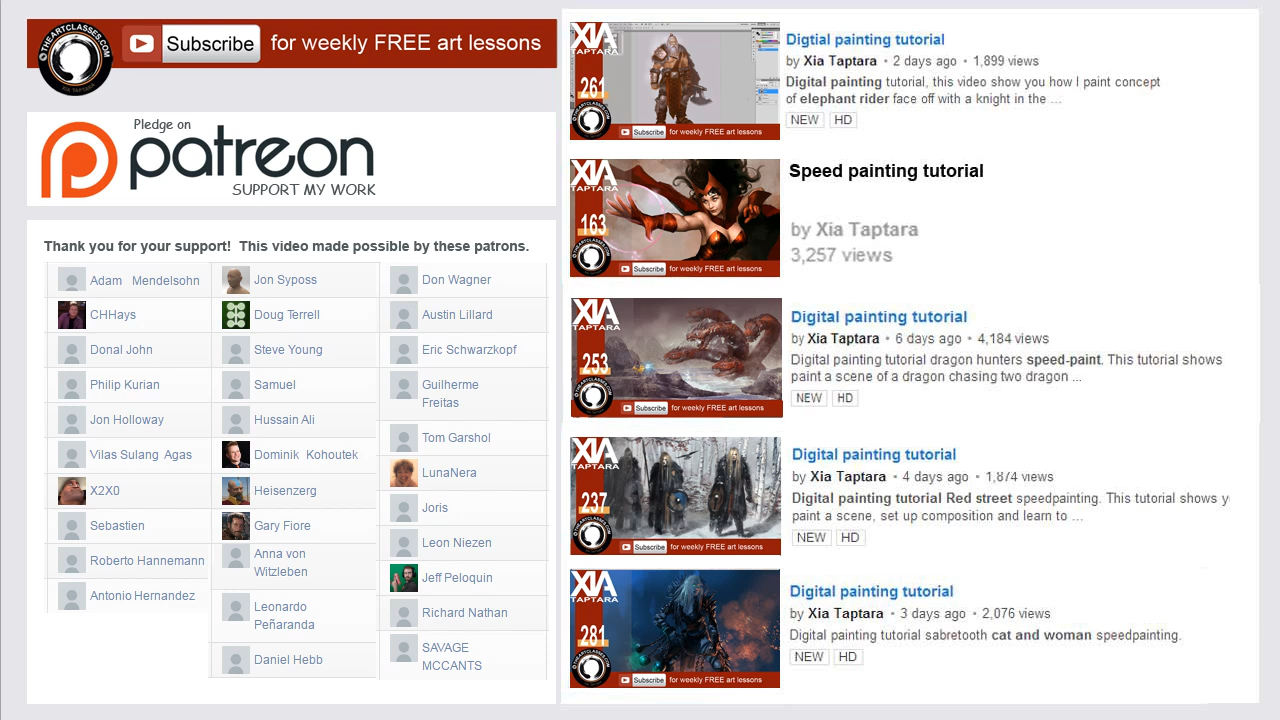 OTHEARTCLASSES.COM
XIA TAPTARA
Subscribe for weekly FREE art lessons
Pledge on
patreon
SUPPORT MY WORK
Thank you for your support! This video made possible by these patrons.
Adam Mendelsohn
CHHays
Donal John
Philip Kurian
Jon Holloway
Vilas Sulang Agas
X2X0
Sebastien
Roberto Hannemann
Antonio Hernandez
Jon Syposs
Doug Terrell
Steve Young
Samuel
Hussain Ali
Dominik Kohoutek
Heisenzerg
Gary Fiore
Anna von
Witzleben
Leonardo
Peñaranda
Daniel Hebb
Don Wagner
Austin Lillard
Eric Schwarzkopf
Guilherme
Freitas
Tom Garshol
LunaNera
Joris
Leon Niezen
Jeff Peloquin
Richard Nathan
SAVAGE
MCCANTS
XIA
TAPTARA
261
Subscribe for weekly FREE art lessons
Digtial painting tutorial
by Xia Taptara • 2 days ago • 1,899 views
Digtial painting tutorial, this video show you how I paint concept
of elephant rider face off with a knight in the ...
NEW HD
XIA
TAPTARA
163
Subscribe for weekly FREE art lessons
Speed painting tutorial
by Xia Taptara
3,257 views
XIA
TAPTARA
253
Subscribe for weekly FREE art lessons
Digital painting tutorial
by Xia Taptara • 6 days ago • 4,184 views
Digital painting tutorial dragon hunters speed-paint. This tutorial shows
paint a scene of a dragon chasing two dragon ...
NEW HD
XIA
TAPTARA
237
Subscribe for weekly FREE art lessons
Digital painting tutorial
by Xia Taptara • 4 days ago • 1,874 views
Digital painting tutorial Red street speedpainting. This tutorial shows y
paint a scene, set up composition and learn to ...
NEW HD
XIA
TAPTARA
281
Subscribe for weekly FREE art lessons
Digital painting tutorial
by Xia Taptara • 3 days ago • 2,076 views
Digital painting tutorial sabretooth cat and woman speedpainting.
NEW HD